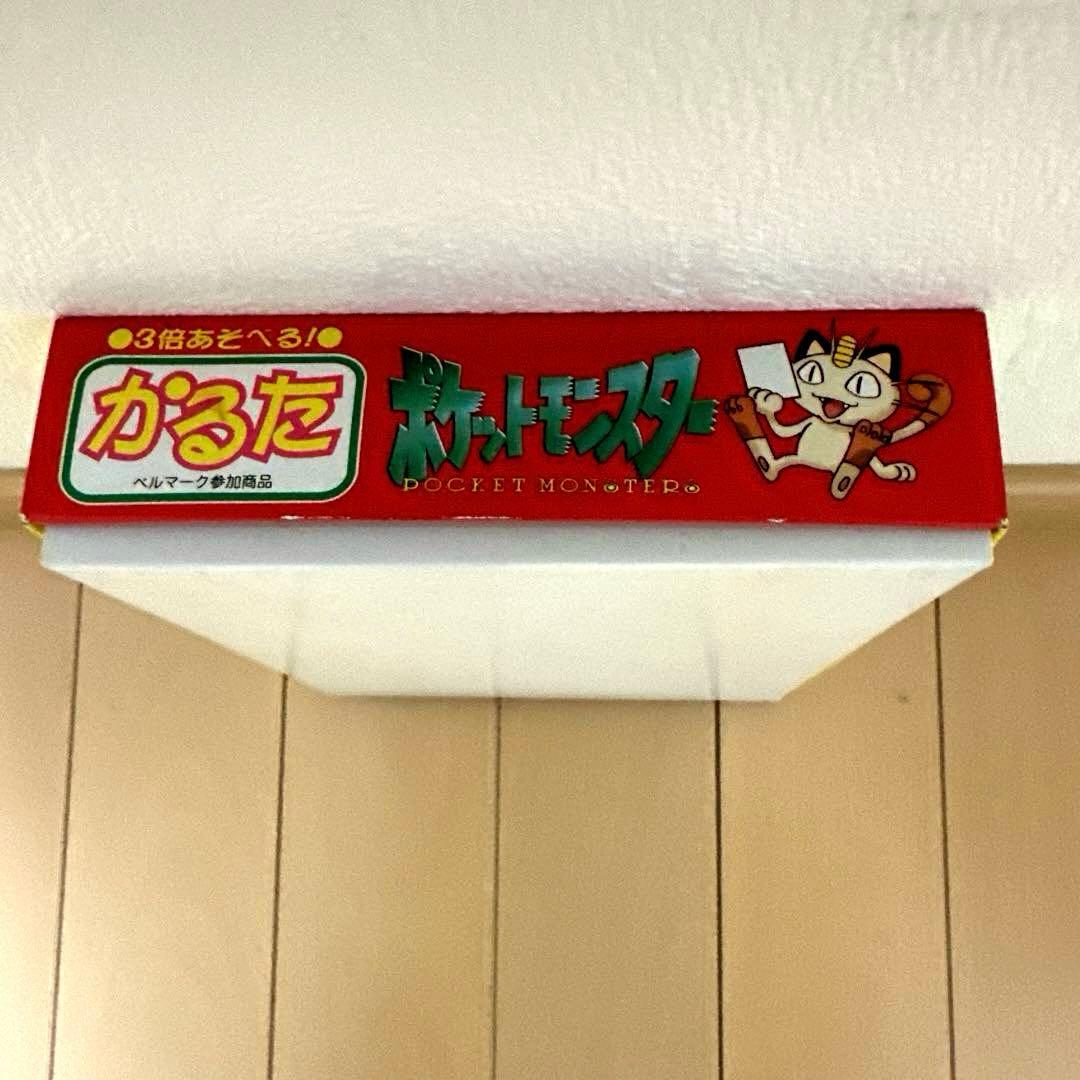 ●3倍あそべる!●
かるた
ベルマーク参加商品
ポケットモンスター
POCKET MONSTERS